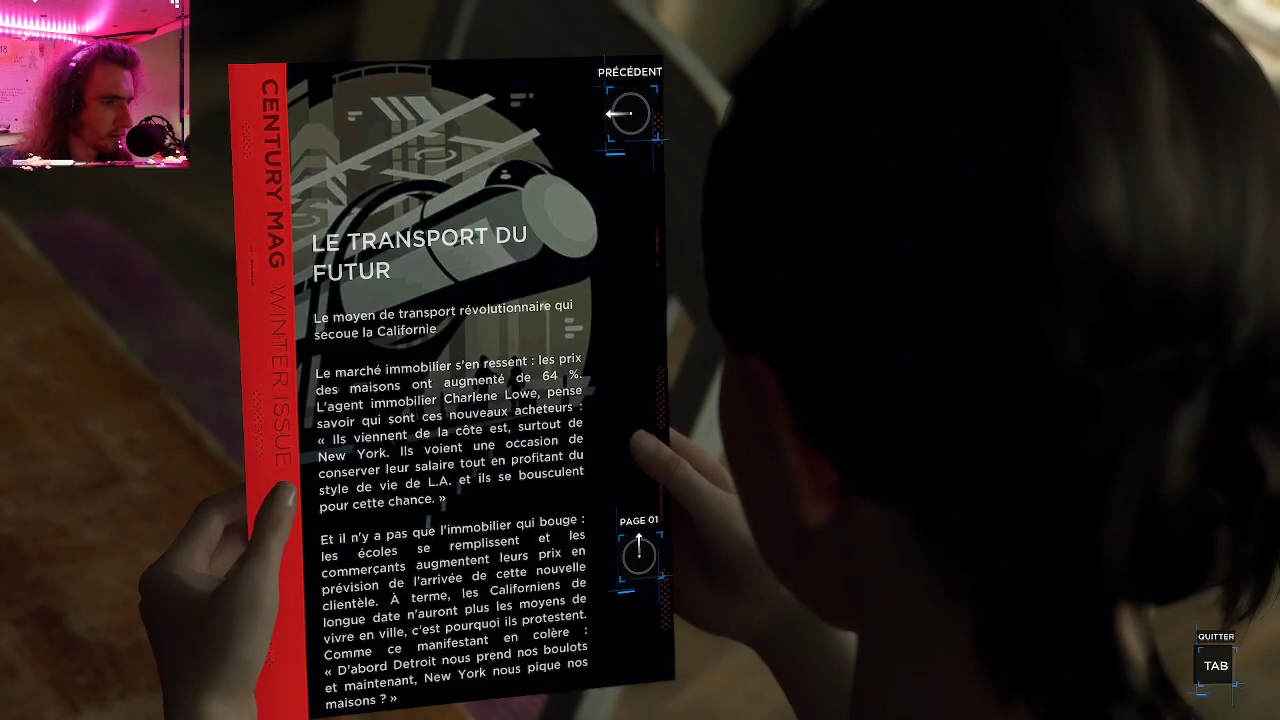 CENTURY MAG WINTER ISSUE
PRÉCÉDENT
LE TRANSPORT DU
FUTUR
Le moyen de transport révolutionnaire qui
secoue la Californie
Le marché immobilier s'en ressent : les prix
des maisons ont augmenté de 64 %.
L'agent immobilier Charlene Lowe, pense
savoir qui sont ces nouveaux acheteurs :
« Ils viennent de la côte est, surtout de
New York. Ils voient une occasion de
conserver leur salaire tout en profitant du
style de vie de L.A. et ils se bousculent
pour cette chance. »
Et il n'y a pas que l'immobilier qui bouge :
les écoles se remplissent et les
commerçants augmentent leurs prix en
prévision de l'arrivée de cette nouvelle
clientèle. À terme, les Californiens de
longue date n'auront plus les moyens de
vivre en ville, c'est pourquoi ils protestent.
Comme ce manifestant en colère :
« D'abord Detroit nous prend nos boulots
et maintenant, New York nous pique nos
maisons ? »
PAGE 01
QUITTER
TAB